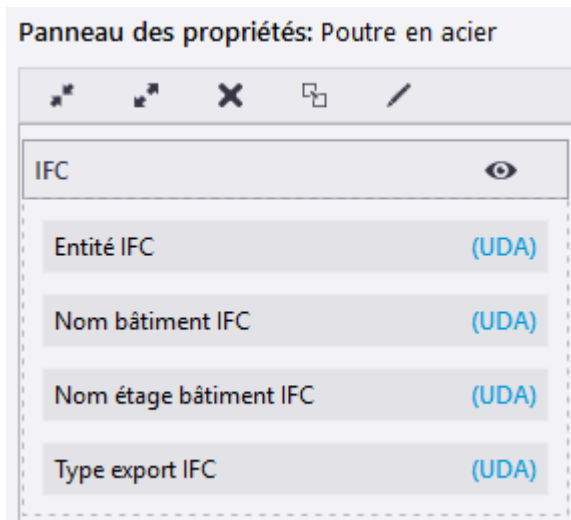 Panneau des propriétés: Poutre en acier
IFC
Entité IFC (UDA)
Nom bâtiment IFC (UDA)
Nom étage bâtiment IFC (UDA)
Type export IFC (UDA)